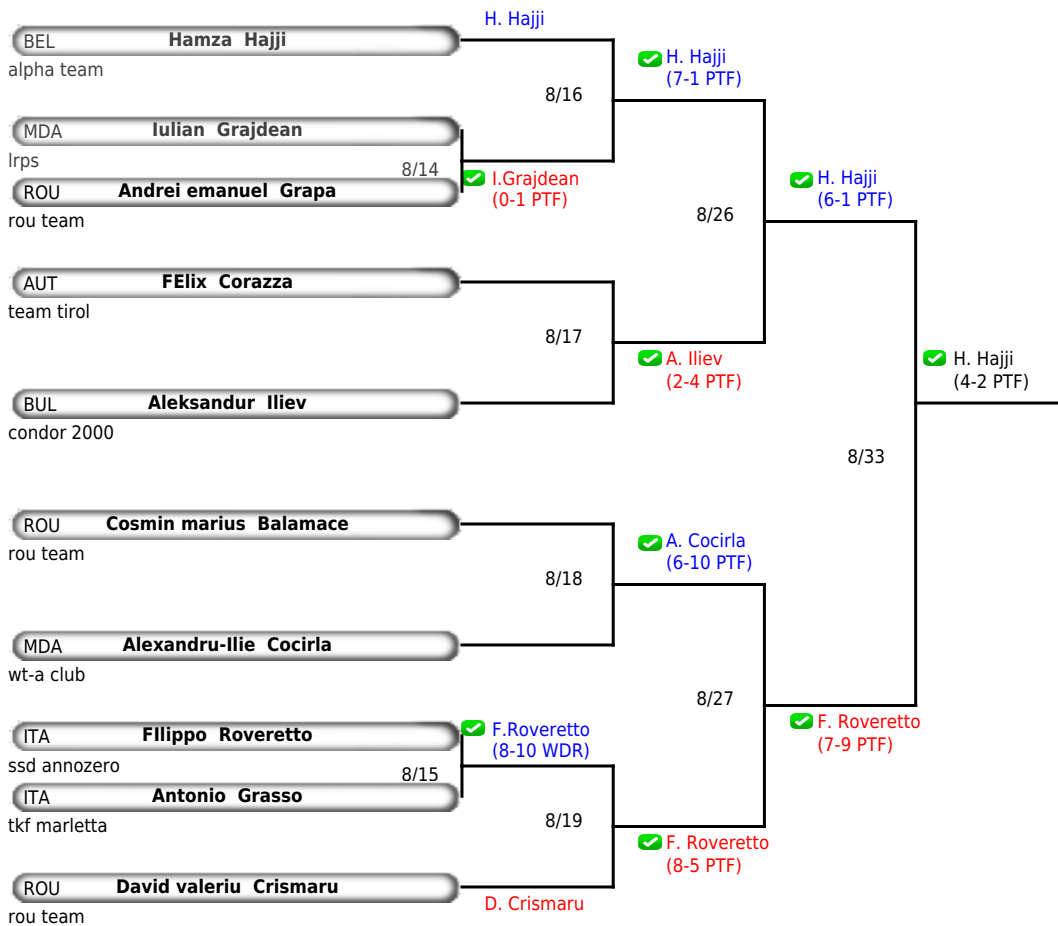 H. Hajji
BEL Hamza Hajji
alpha team
H. Hajji
(7-1 PTF)
8/16
MDA Iulian Grajdean
lrps
8/14
I.Grajdean
(0-1 PTF)
ROU Andrei emanuel Grapa
rou team
H. Hajji
(6-1 PTF)
8/26
AUT FElix Corazza
team tirol
8/17
A. Iliev
(2-4 PTF)
H. Hajji
(4-2 PTF)
BUL Aleksandur Iliev
condor 2000
8/33
ROU Cosmin marius Balamace
rou team
A. Cocirla
(6-10 PTF)
8/18
MDA Alexandru-Ilie Cocirla
wt-a club
8/27
F. Roveretto
(7-9 PTF)
ITA FIlippo Roveretto
F.Roveretto
(8-10 WDR)
ssd annozero
8/15
ITA Antonio Grasso
tkf marletta
8/19
F. Roveretto
(8-5 PTF)
ROU David valeriu Crismaru
D. Crismaru
rou team